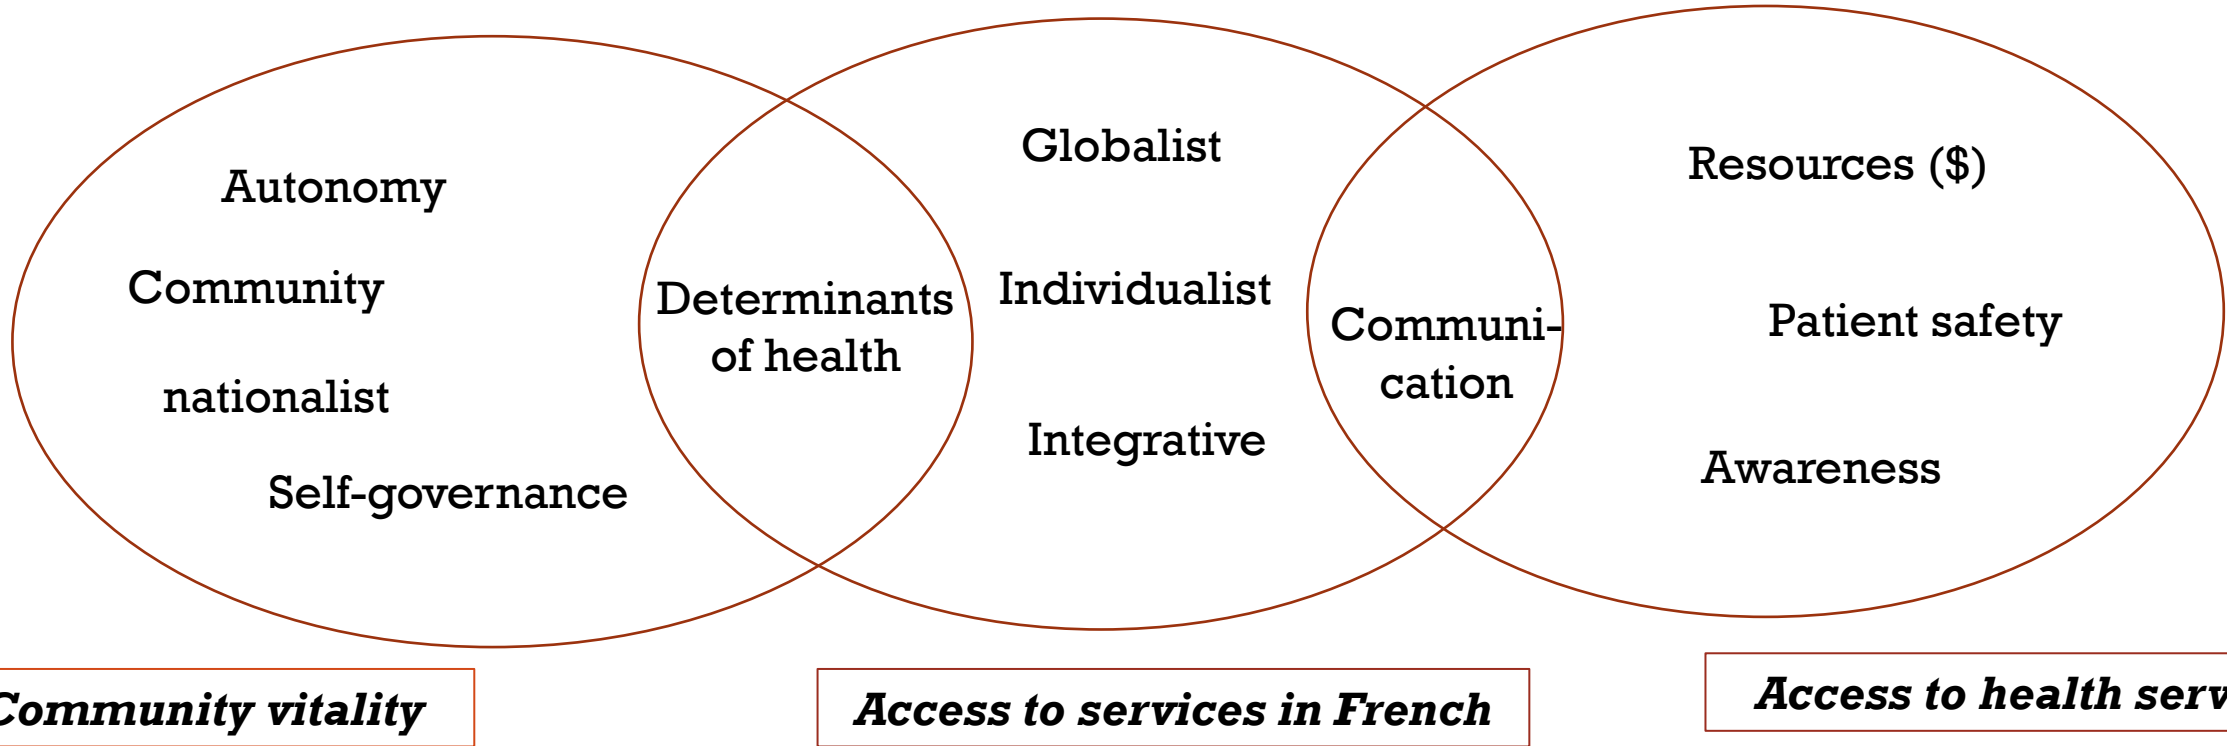 Autonomy
Community
nationalist
Self-governance
Determinants
of health
Globalist
Individualist
Integrative
Communi-
cation
Resources ($)
Patient safety
Awareness
Community vitality
Access to services in French
Access to health serv